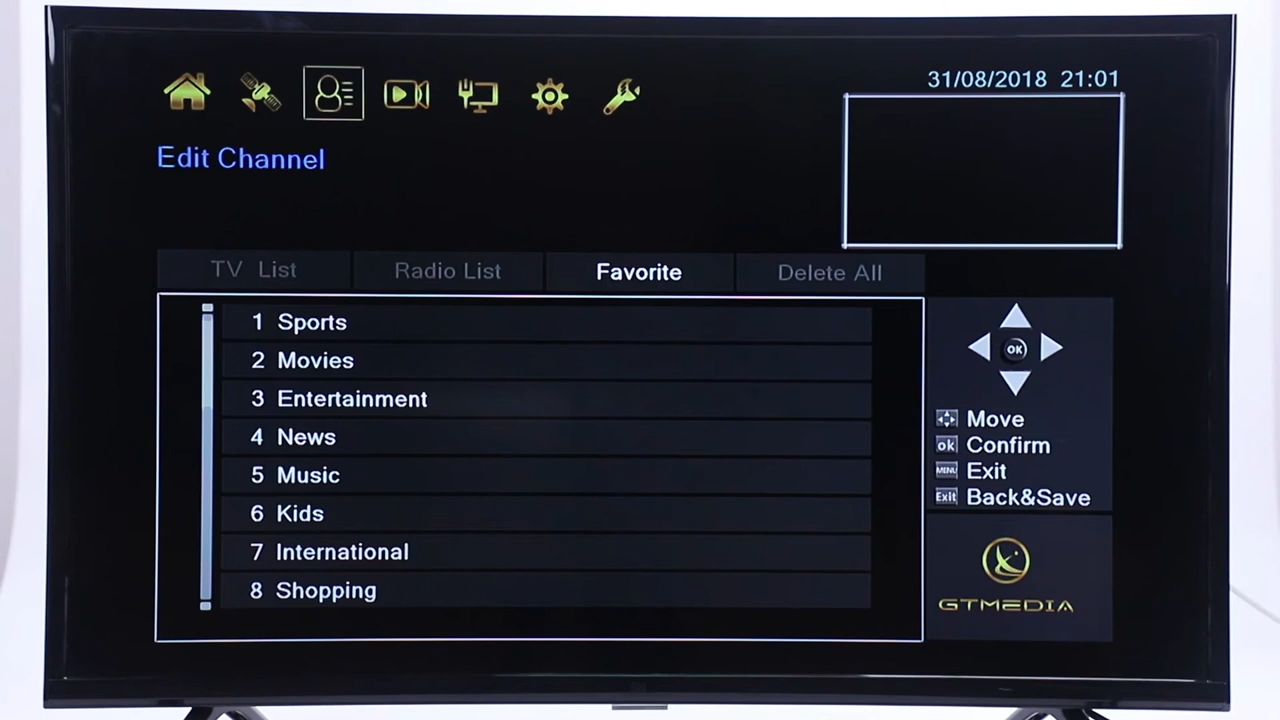 31/08/2018 21:01
Edit Channel
TV List
Radio List
Favorite
Delete All
1 Sports
2 Movies
3 Entertainment
4 News
5 Music
6 Kids
7 International
8 Shopping
OK
Move
ok Confirm
MENU Exit
Exit Back&Save
GTMEDIA